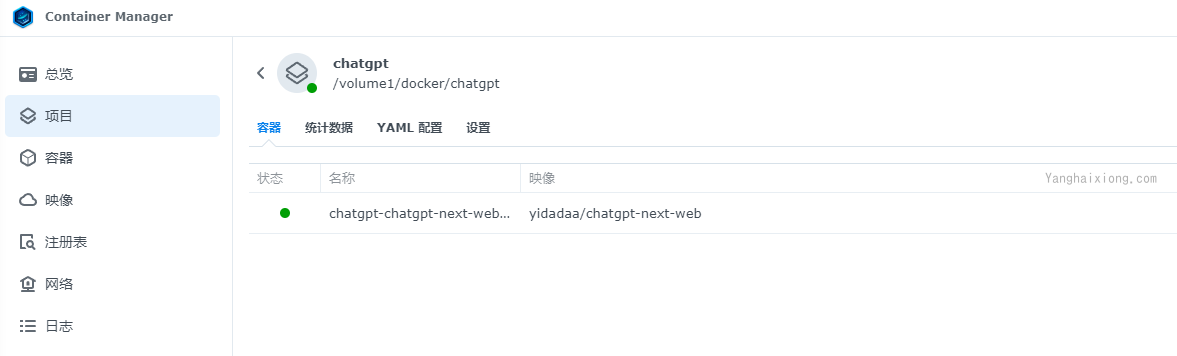 Container Manager
总览
项目
容器
映像
注册表
网络
日志
chatgpt
/volume1/docker/chatgpt
容器 统计数据 YAML 配置 设置
状态 名称 映像 Yanghaixiong.com
chatgpt-chatgpt-next-web... yidadaa/chatgpt-next-web